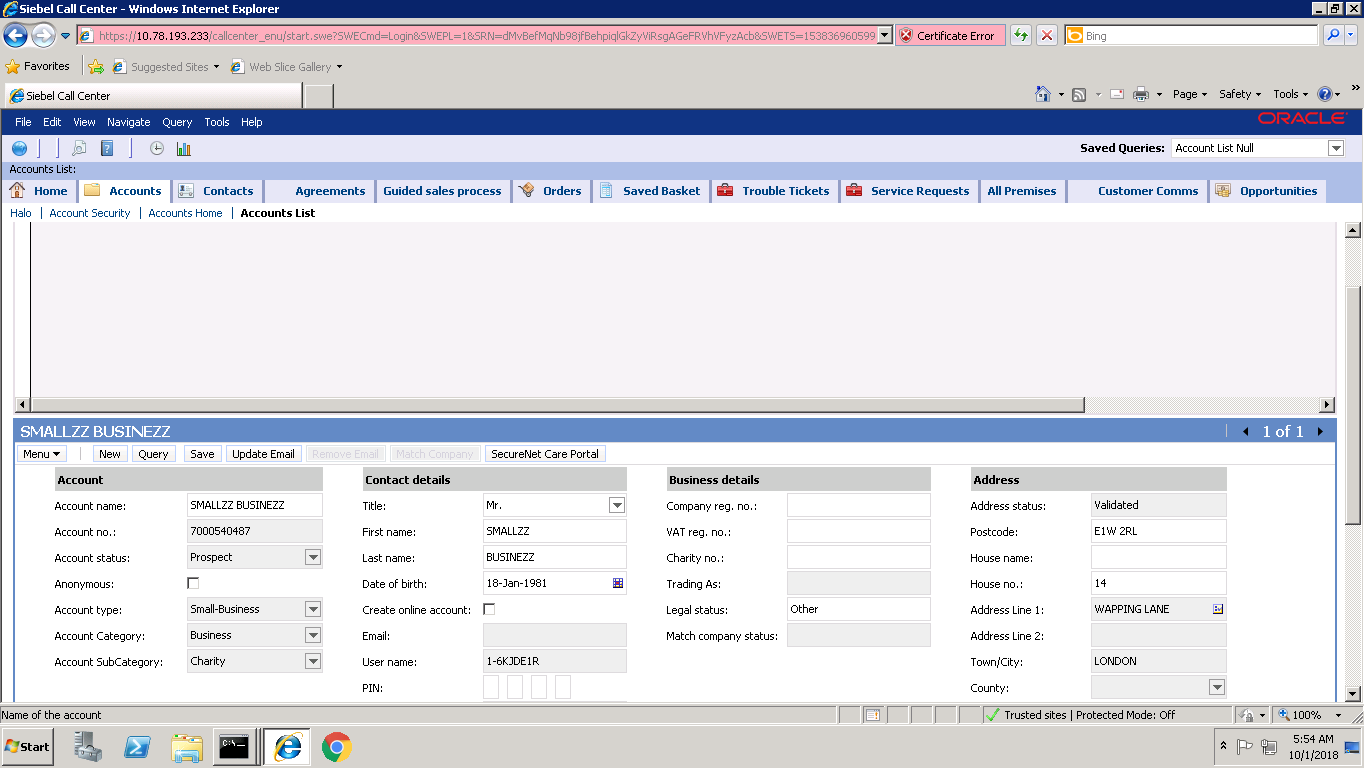 Siebel Call Center - Windows Internet Explorer
https://10.78.193.233/callcenter_enu/start.swe?SWECmd=Login&SWEPL=1&SRN=dMvBefMqNb98jfBehpiqlGkZyViRsgAGeFRVhVFyzAcb&SWETS=153836960599
Certificate Error
Bing
Favorites
Suggested Sites
Web Slice Gallery
Siebel Call Center
Page
Safety
Tools
File Edit View Navigate Query Tools Help
ORACLE
Saved Queries: Account List Null
Accounts List:
Home Accounts Contacts Agreements Guided sales process Orders Saved Basket Trouble Tickets Service Requests All Premises Customer Comms Opportunities
Halo | Account Security | Accounts Home | Accounts List
SMALLZZ BUSINEZZ
1 of 1
Menu New Query Save Update Email Remove Email Match Company SecureNet Care Portal
Account Contact details Business details Address
Account name: SMALLZZ BUSINEZZ Title: Mr. Company reg. no.: Address status: Validated
Account no.: 7000540487 First name: SMALLZZ VAT reg. no.: Postcode: E1W 2RL
Account status: Prospect Last name: BUSINEZZ Charity no.: House name:
Anonymous: Date of birth: 18-Jan-1981 Trading As: House no.: 14
Account type: Small-Business Create online account: Legal status: Other Address Line 1: WAPPING LANE
Account Category: Business Email: Match company status: Address Line 2:
Account SubCategory: Charity User name: 1-6KJDE1R Town/City: LONDON
PIN: County:
Name of the account
Trusted sites | Protected Mode: Off
100%
Start
C:\.
5:54 AM
10/1/2018